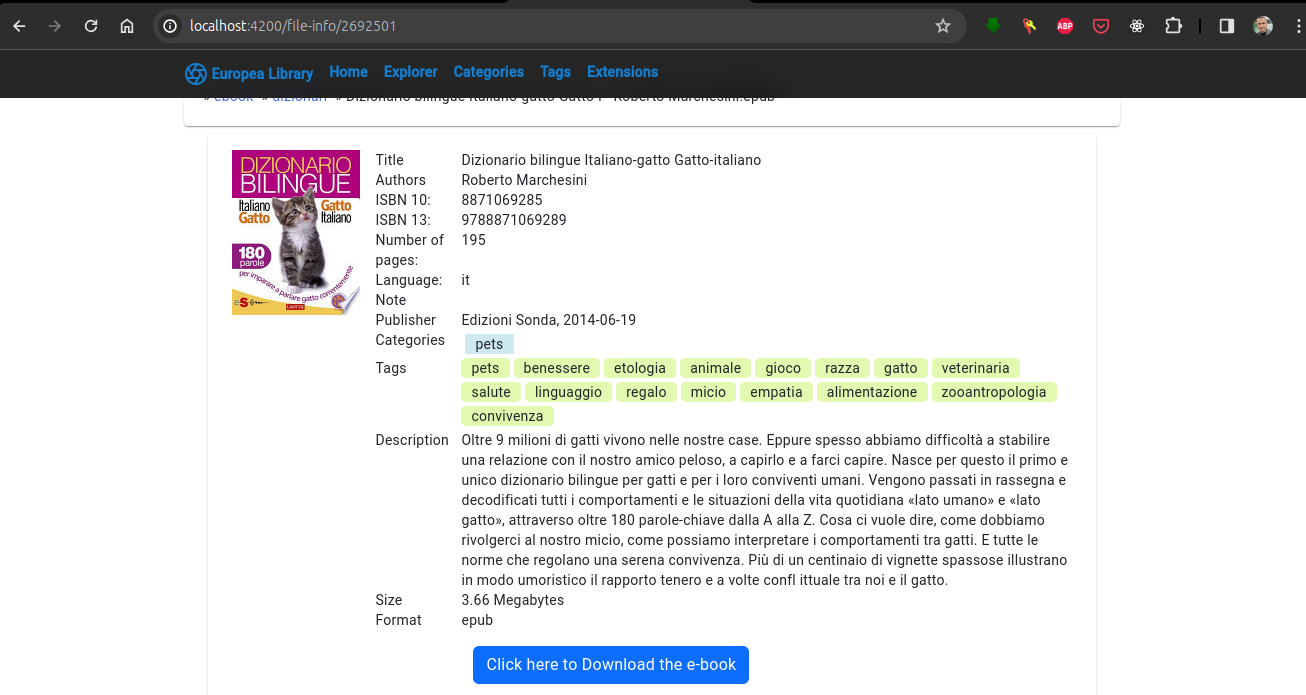 localhost:4200/file-info/2692501
ABP
Europea Library Home Explorer Categories Tags Extensions
» ebook » dizionari » Dizionario bilingue Italiano-gatto Gatto-i - Roberto Marchesini.epub
DIZIONARIO
BILINGUE
Italiano Gatto
Gatto Italiano
180
parole
per imparare a parlare gatto correntemente
Title Dizionario bilingue Italiano-gatto Gatto-italiano
Authors Roberto Marchesini
ISBN 10: 8871069285
ISBN 13: 9788871069289
Number of pages: 195
Language: it
Note
Publisher Edizioni Sonda, 2014-06-19
Categories pets
Tags pets benessere etologia animale gioco razza gatto veterinaria
salute linguaggio regalo micio empatia alimentazione zooantropologia
convivenza
Description Oltre 9 milioni di gatti vivono nelle nostre case. Eppure spesso abbiamo difficoltà a stabilire
una relazione con il nostro amico peloso, a capirlo e a farci capire. Nasce per questo il primo e
unico dizionario bilingue per gatti e per i loro conviventi umani. Vengono passati in rassegna e
decodificati tutti i comportamenti e le situazioni della vita quotidiana «lato umano» e «lato
gatto», attraverso oltre 180 parole-chiave dalla A alla Z. Cosa ci vuole dire, come dobbiamo
rivolgerci al nostro micio, come possiamo interpretare i comportamenti tra gatti. E tutte le
norme che regolano una serena convivenza. Più di un centinaio di vignette spassose illustrano
in modo umoristico il rapporto tenero e a volte confl ittuale tra noi e il gatto.
Size 3.66 Megabytes
Format epub
Click here to Download the e-book